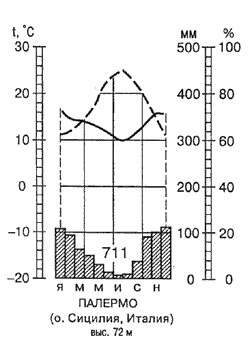 t, °C мм %
30 500 100
20 400 80
10 300 60
0 200 40
-10 711 100 20
-20 0 0
Я М М И С Н
ПАЛЕРМО
(о. Сицилия, Италия)
выс. 72 м